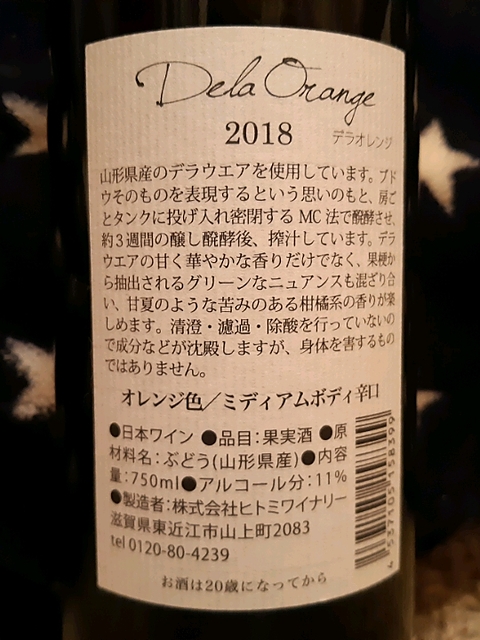 Dela Orange
2018 デラオレンジ
山形県産のデラウエアを使用しています。ブド
ウそのものを表現するという思いのもと、房ご
とタンクに投げ入れ密閉するMC法で醗酵させ、
約3週間の醸し醗酵後、搾汁しています。デラ
ウエアの甘く華やかな香りだけでなく、果梗か
ら抽出されるグリーンなニュアンスも混ざり合
い、甘夏のような苦みのある柑橘系の香りが楽
しめます。清澄・濾過・除酸を行っていないの
で成分などが沈殿しますが、身体を害するもの
ではありません。
オレンジ色／ミディアムボディ辛口
●日本ワイン ●品目：果実酒 ●原
材料名：ぶどう(山形県産)●内容
量：750ml●アルコール分：11%
●製造者：株式会社ヒトミワイナリー
滋賀県東近江市山上町2083
tel 0120-80-4239
お酒は20歳になってから
4 537105 158399